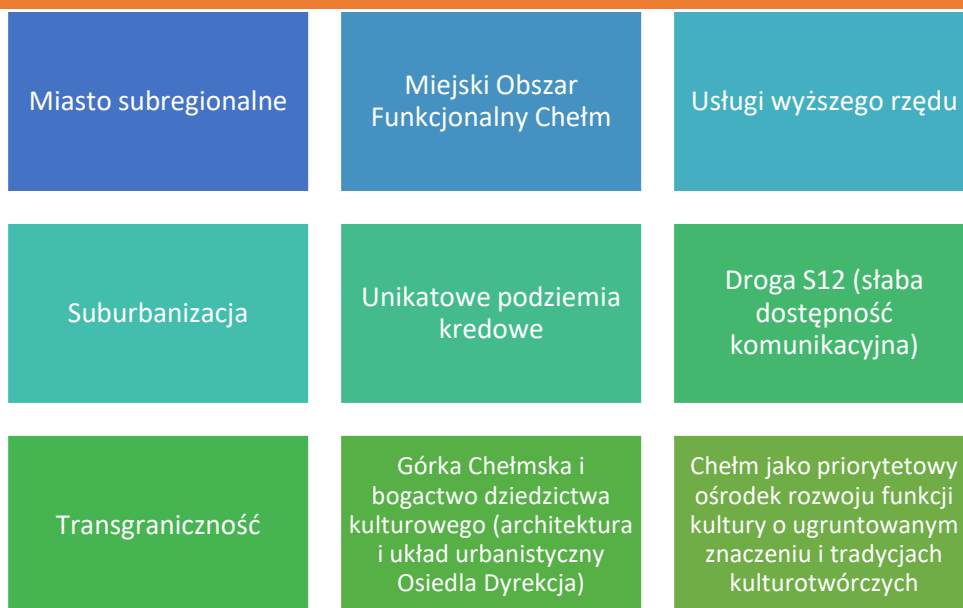 Miasto subregionalne
Miejski Obszar
Funkcjonalny Chełm
Usługi wyższego rzędu
Suburbanizacja
Unikatowe podziemia
kredowe
Droga S12 (słaba
dostępność
komunikacyjna)
Transgraniczność
Górka Chełmska i
bogactwo dziedzictwa
kulturowego (architektura
i układ urbanistyczny
Osiedla Dyrekcja)
Chełm jako priorytetowy
ośrodek rozwoju funkcji
kultury o ugruntowanym
znaczeniu i tradycjach
kulturotwórczych